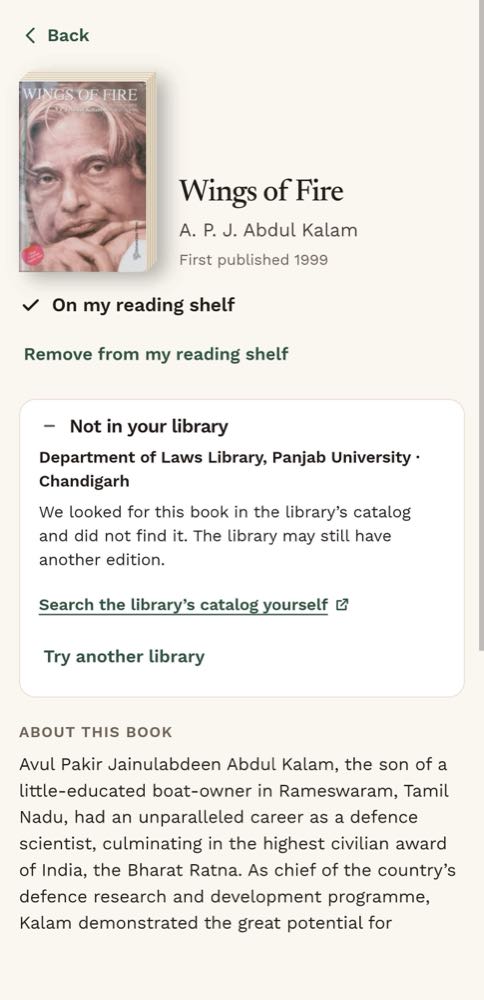 Back
WINGS OF FIRE
Wings of Fire
A. P. J. Abdul Kalam
First published 1999
On my reading shelf
Remove from my reading shelf
Not in your library
Department of Laws Library, Panjab University ·
Chandigarh
We looked for this book in the library’s catalog
and did not find it. The library may still have
another edition.
Search the library’s catalog yourself
Try another library
ABOUT THIS BOOK
Avul Pakir Jainulabdeen Abdul Kalam, the son of a
little-educated boat-owner in Rameswaram, Tamil
Nadu, had an unparalleled career as a defence
scientist, culminating in the highest civilian award
of India, the Bharat Ratna. As chief of the country’s
defence research and development programme,
Kalam demonstrated the great potential for